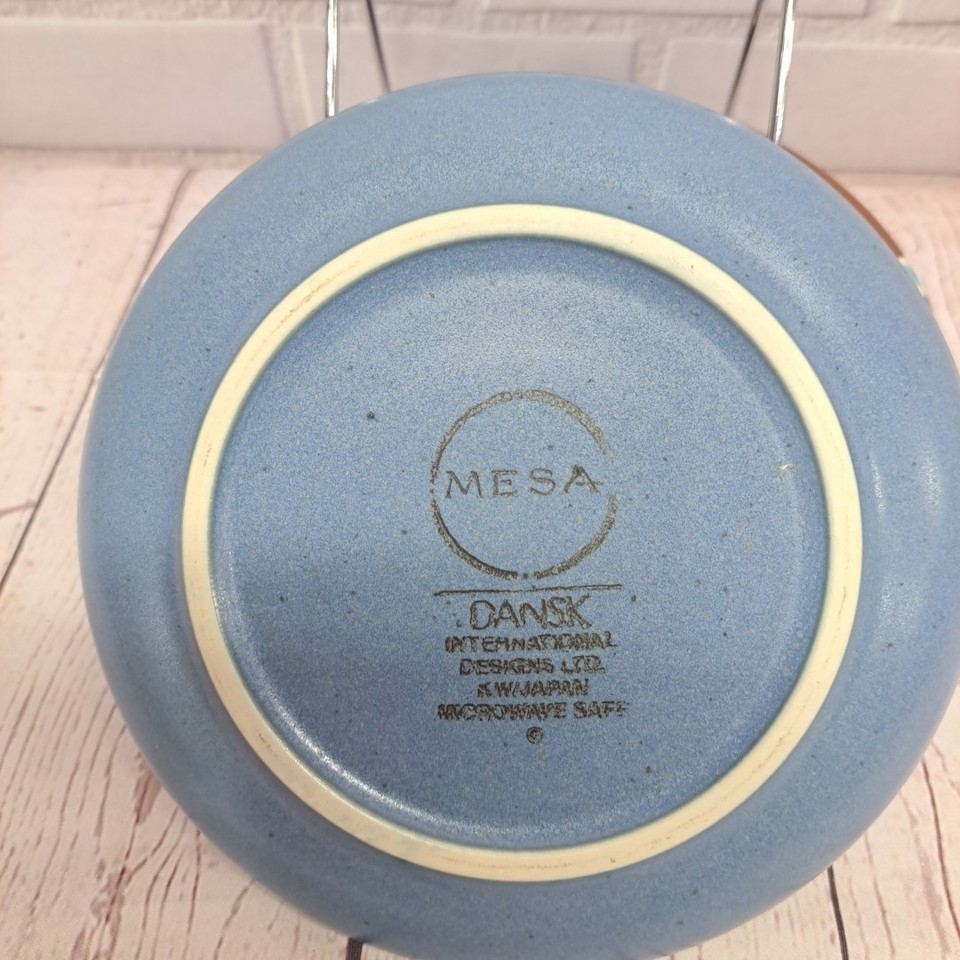 MESA
DANSK
INTERNATIONAL
DESIGNS LTD.
KW/JAPAN
MICROWAVE SAFE
©